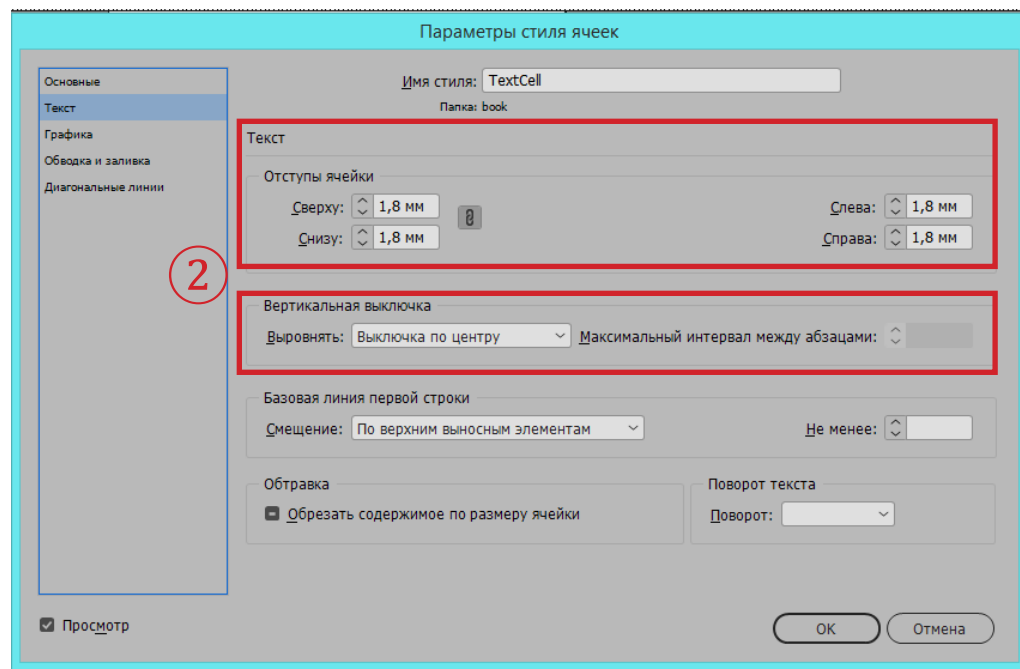 Параметры стиля ячеек
Основные
Текст
Графика
Обводка и заливка
Диагональные линии
Имя стиля: TextCell
Папка: book
Текст
Отступы ячейки
Сверху: 1,8 мм
Слева: 1,8 мм
Снизу: 1,8 мм
Справа: 1,8 мм
2
Вертикальная выключка
Выровнять: Выключка по центру Максимальный интервал между абзацами:
Базовая линия первой строки
Смещение: По верхним выносным элементам Не менее:
Обтравка
Обрезать содержимое по размеру ячейки
Поворот текста
Поворот:
Просмотр
OK
Отмена